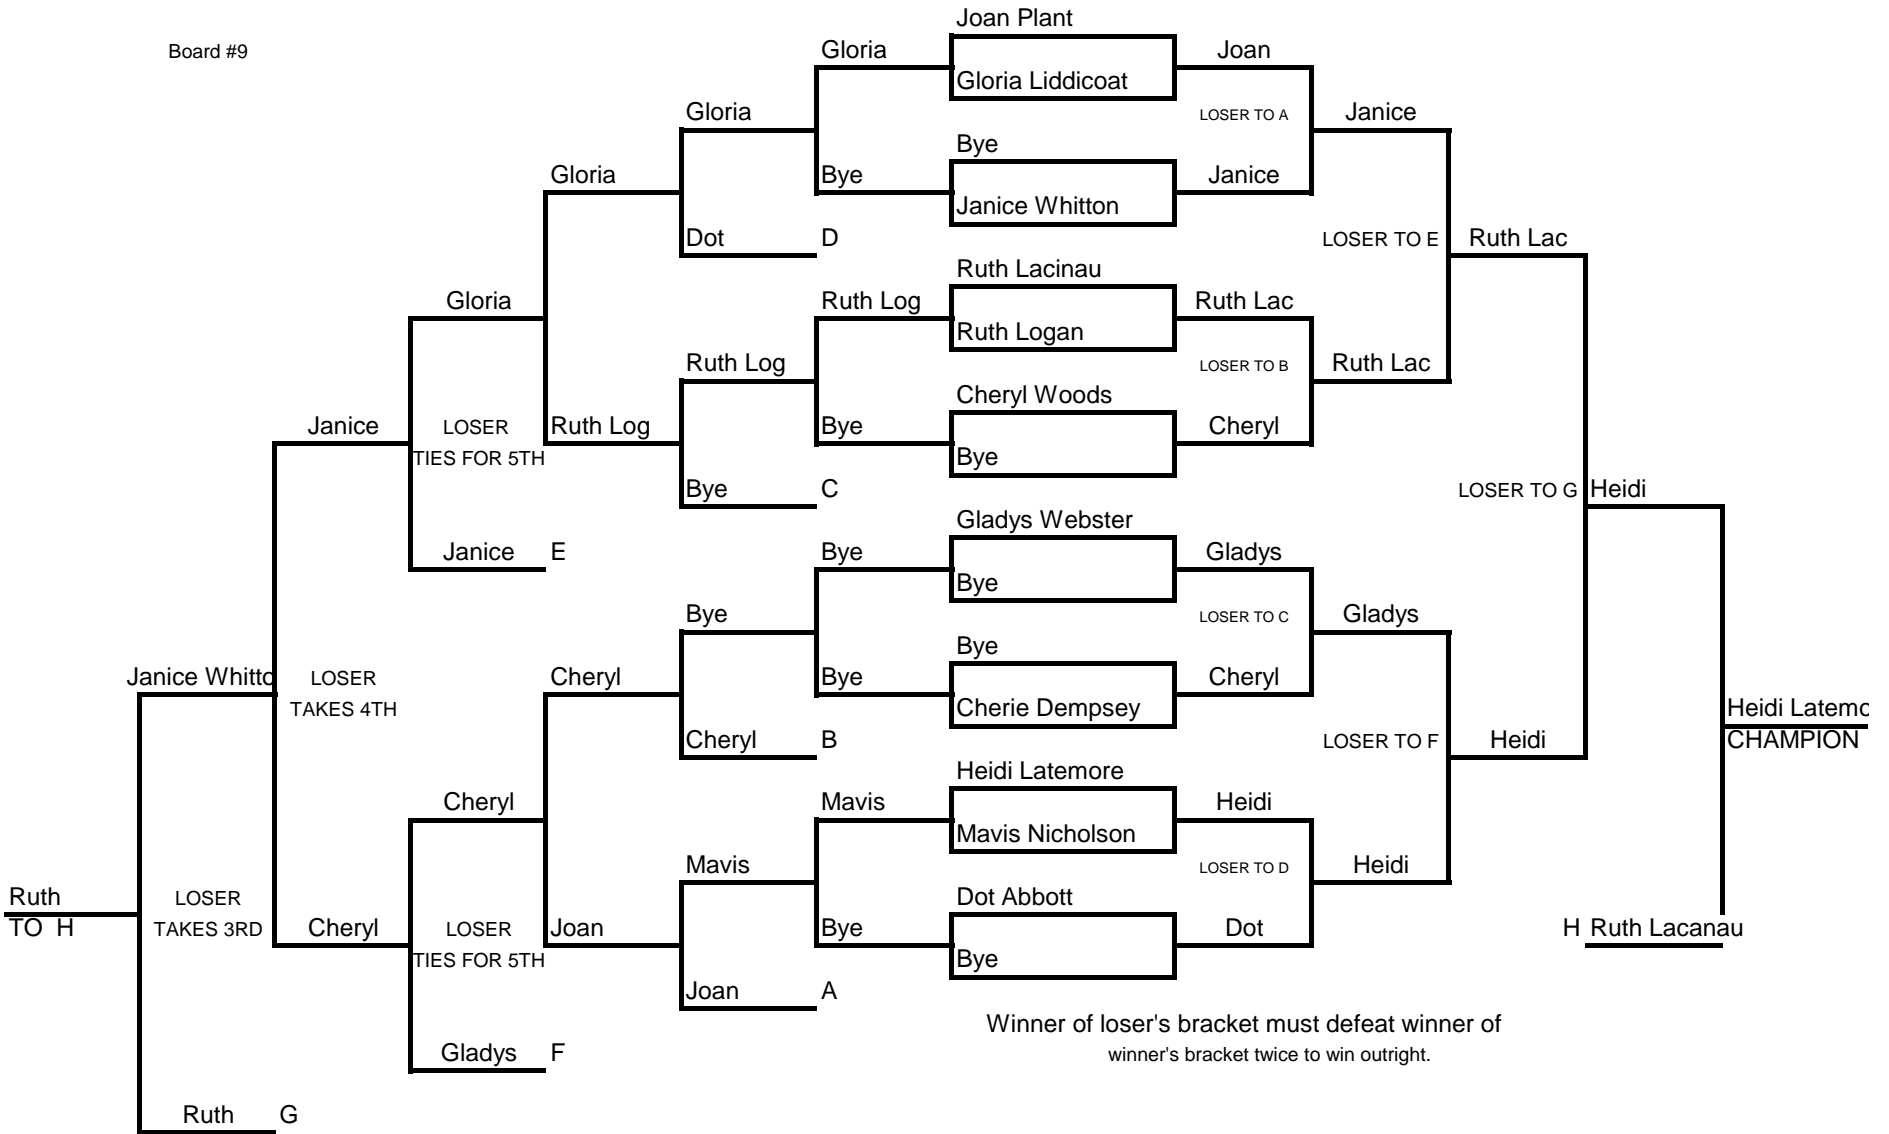 Joan Plant
Board #9
Gloria
Joan
Gloria Liddicoat
Gloria
LOSER TO A
Janice
Bye
Gloria
Bye
Janice
Janice Whitton
Dot
D
LOSER TO E
Ruth Lac
Ruth Lacinau
Gloria
Ruth Log
Ruth Lac
Ruth Logan
Ruth Log
LOSER TO B
Ruth Lac
Cheryl Woods
Janice
LOSER
Ruth Log
Bye
Cheryl
TIES FOR 5TH
Bye
Bye
C
LOSER TO G
Heidi
Gladys Webster
Janice
E
Bye
Gladys
Bye
Bye
LOSER TO C
Gladys
Bye
Janice Whitto
LOSER
Cheryl
Bye
Cheryl
TAKES 4TH
Cherie Dempsey
Heidi Latemo
Cheryl
B
LOSER TO F
Heidi
CHAMPION
Heidi Latemore
Cheryl
Mavis
Heidi
Mavis Nicholson
Mavis
LOSER TO D
Heidi
Ruth
LOSER
Dot Abbott
TO H
TAKES 3RD
Cheryl
LOSER
Joan
Bye
Dot
H
Ruth Lacanau
TIES FOR 5TH
Bye
Joan
A
Winner of loser's bracket must defeat winner of
Gladys
F
winner's bracket twice to win outright.
Ruth
G